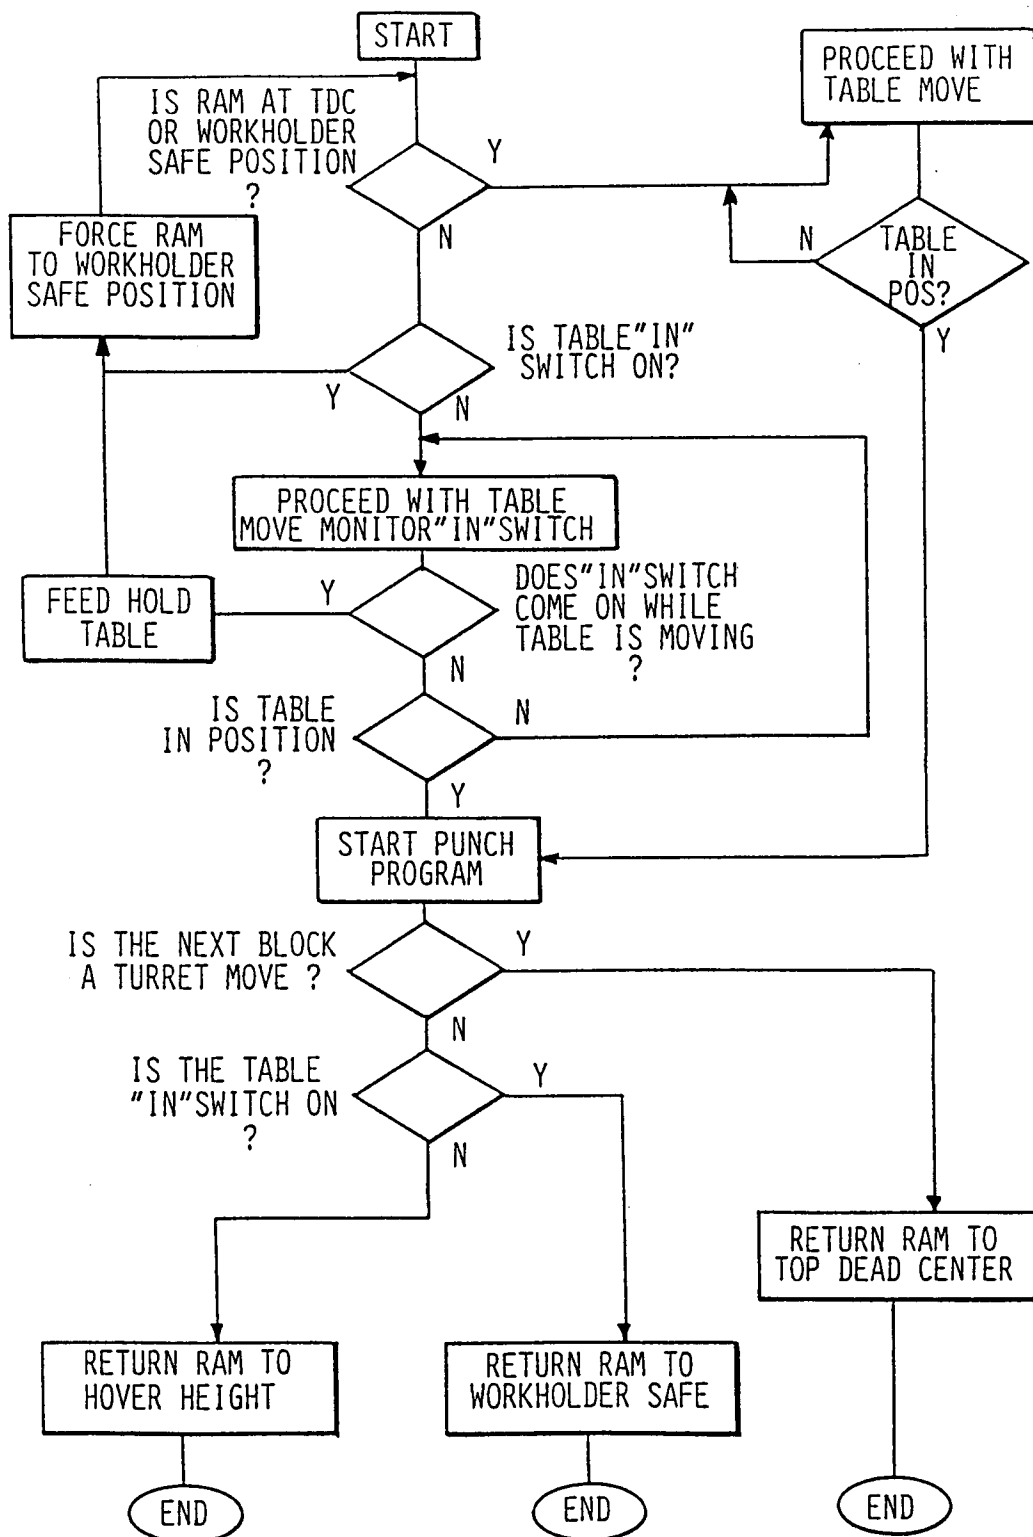 START
PROCEED WITH
TABLE MOVE
IS RAM AT TDC
OR WORKHOLDER
SAFE POSITION
?
Y
N
FORCE RAM
TO WORKHOLDER
SAFE POSITION
N
TABLE
IN
POS?
Y
IS TABLE"IN"
SWITCH ON?
Y
N
PROCEED WITH TABLE
MOVE MONITOR"IN"SWITCH
FEED HOLD
TABLE
Y
DOES"IN"SWITCH
COME ON WHILE
TABLE IS MOVING
?
N
IS TABLE
IN POSITION
?
N
Y
START PUNCH
PROGRAM
IS THE NEXT BLOCK
A TURRET MOVE ?
Y
N
IS THE TABLE
"IN"SWITCH ON
?
Y
N
RETURN RAM TO
TOP DEAD CENTER
RETURN RAM TO
HOVER HEIGHT
RETURN RAM TO
WORKHOLDER SAFE
END
END
END